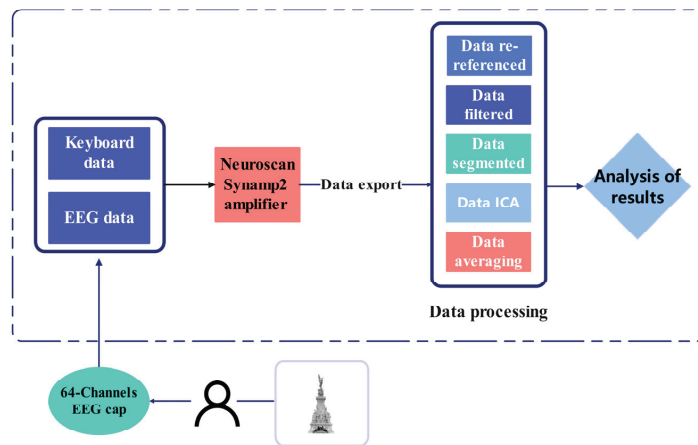 Data re-
referenced
Data
filtered
Data
segmented
Data ICA
Data
averaging
Data processing
Keyboard
data
EEG data
Neuroscan
Synamp2
amplifier
Data export
Analysis of
results
64-Channels
EEG cap